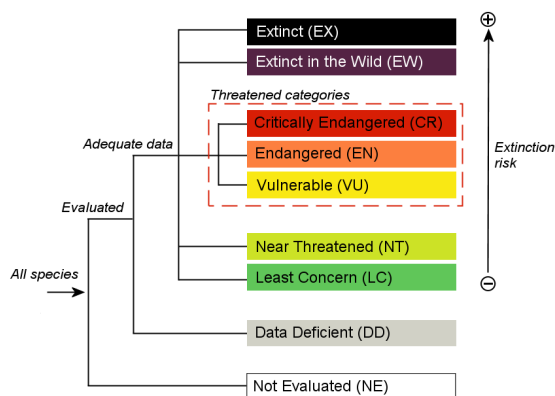 Extinct (EX)
Extinct in the Wild (EW)
Threatened categories
Critically Endangered (CR)
Adequate data
Endangered (EN)
Extinction
risk
Vulnerable (VU)
Evaluated
Near Threatened (NT)
All species
Least Concern (LC)
Data Deficient (DD)
Not Evaluated (NE)